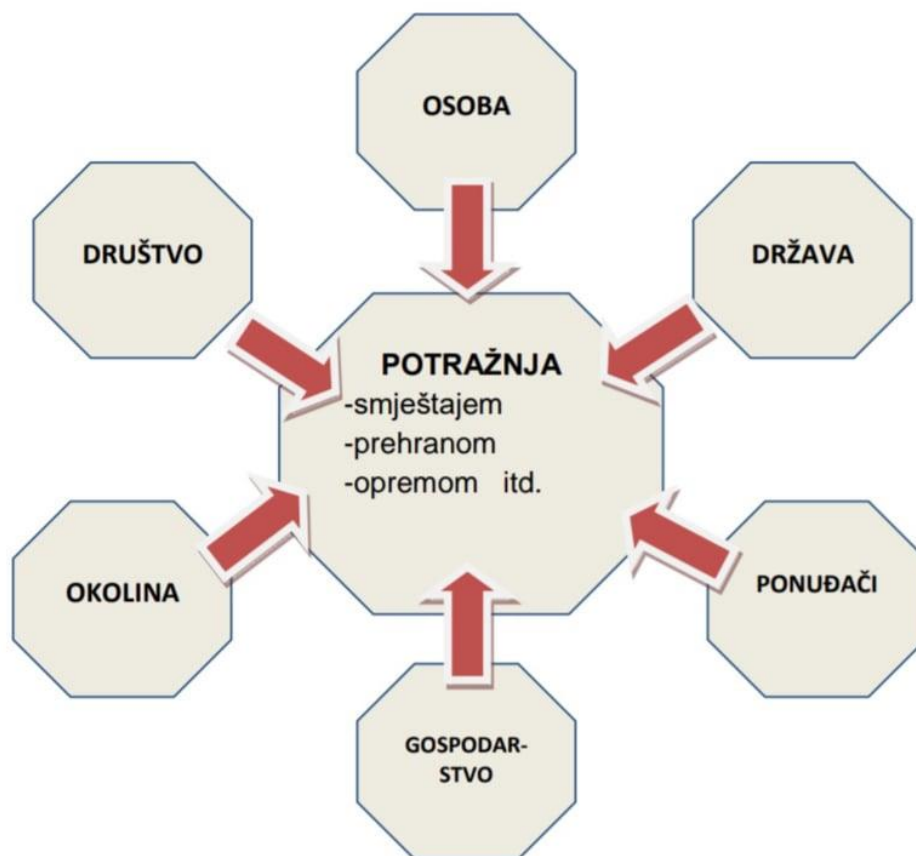 OSOBA
DRUŠTVO
DRŽAVA
POTRAŽNJA
-smještajem
-prehranom
-opremom itd.
OKOLINA
PONUĐAČI
GOSPODAR-
STVO